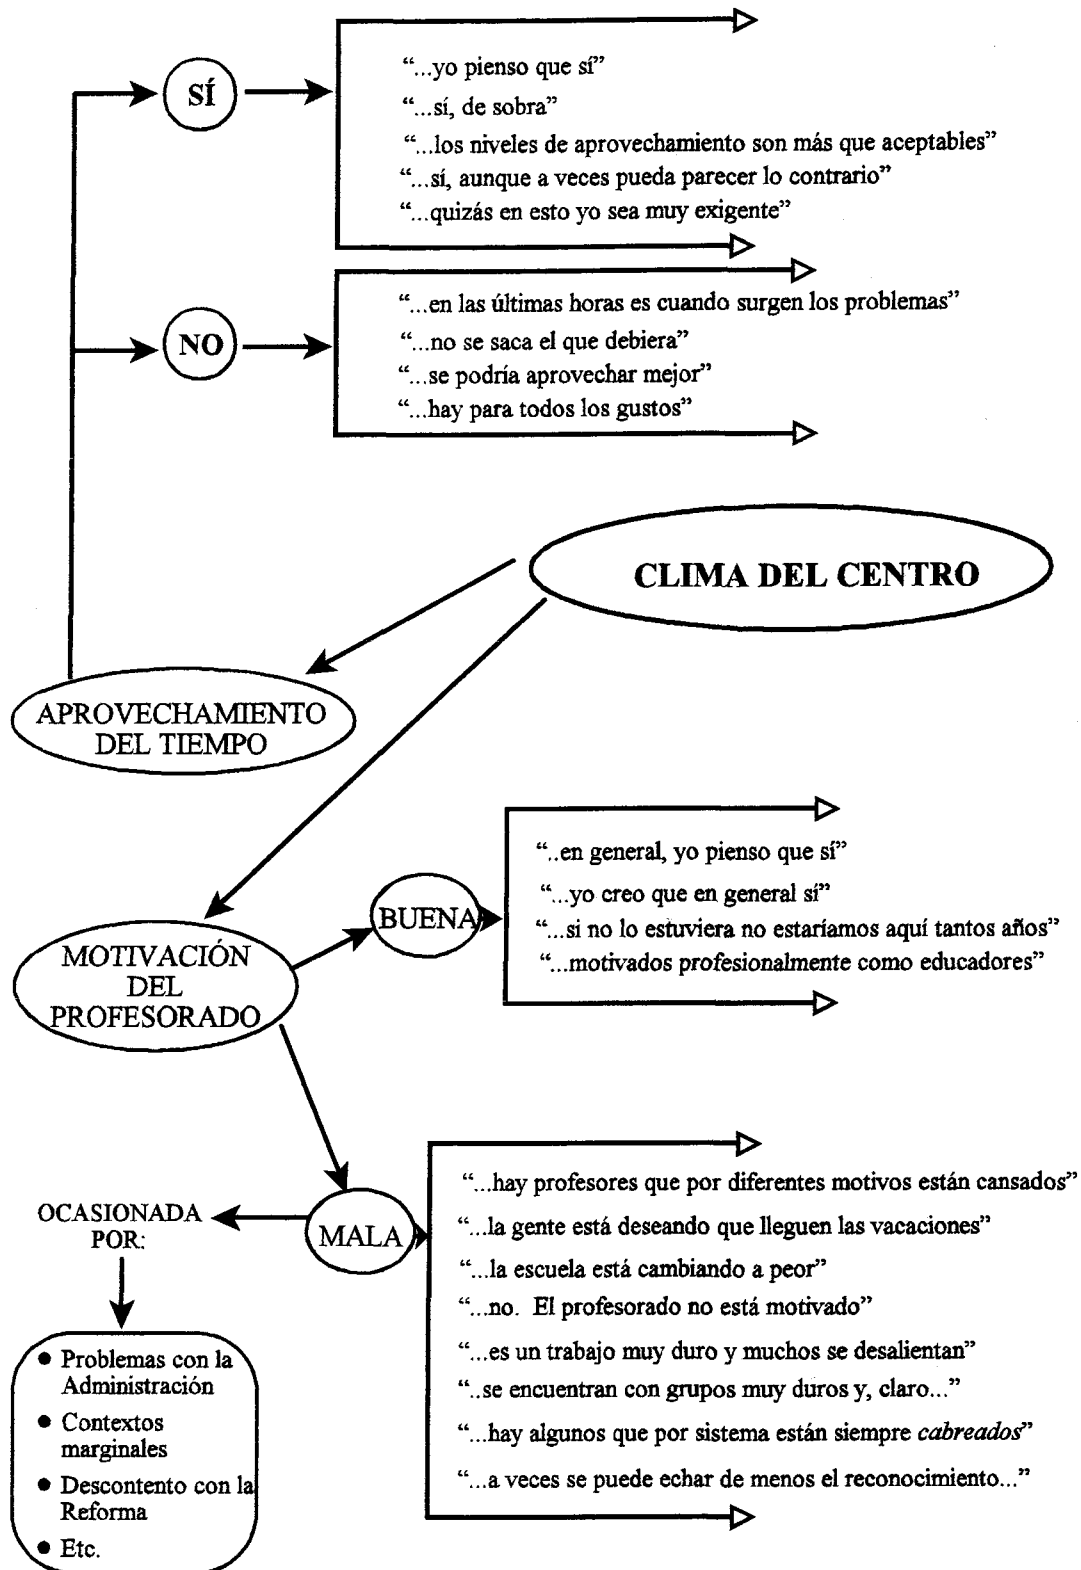 SÍ
“...yo pienso que sí”
“...sí, de sobra”
“...los niveles de aprovechamiento son más que aceptables”
“...sí, aunque a veces pueda parecer lo contrario”
“...quizás en esto yo sea muy exigente”
NO
“...en las últimas horas es cuando surgen los problemas”
“...no se saca el que debiera”
“...se podría aprovechar mejor”
“...hay para todos los gustos”
CLIMA DEL CENTRO
APROVECHAMIENTO
DEL TIEMPO
MOTIVACIÓN
DEL
PROFESORADO
BUENA
“..en general, yo pienso que sí”
“...yo creo que en general sí”
“...si no lo estuviera no estaríamos aquí tantos años”
“...motivados profesionalmente como educadores”
MALA
“...hay profesores que por diferentes motivos están cansados”
“...la gente está deseando que lleguen las vacaciones”
“...la escuela está cambiando a peor”
“...no. El profesorado no está motivado”
“...es un trabajo muy duro y muchos se desalientan”
“..se encuentran con grupos muy duros y, claro...”
“...hay algunos que por sistema están siempre cabreados”
“...a veces se puede echar de menos el reconocimiento...”
OCASIONADA
POR:
● Problemas con la
Administración
● Contextos
marginales
● Descontento con la
Reforma
● Etc.